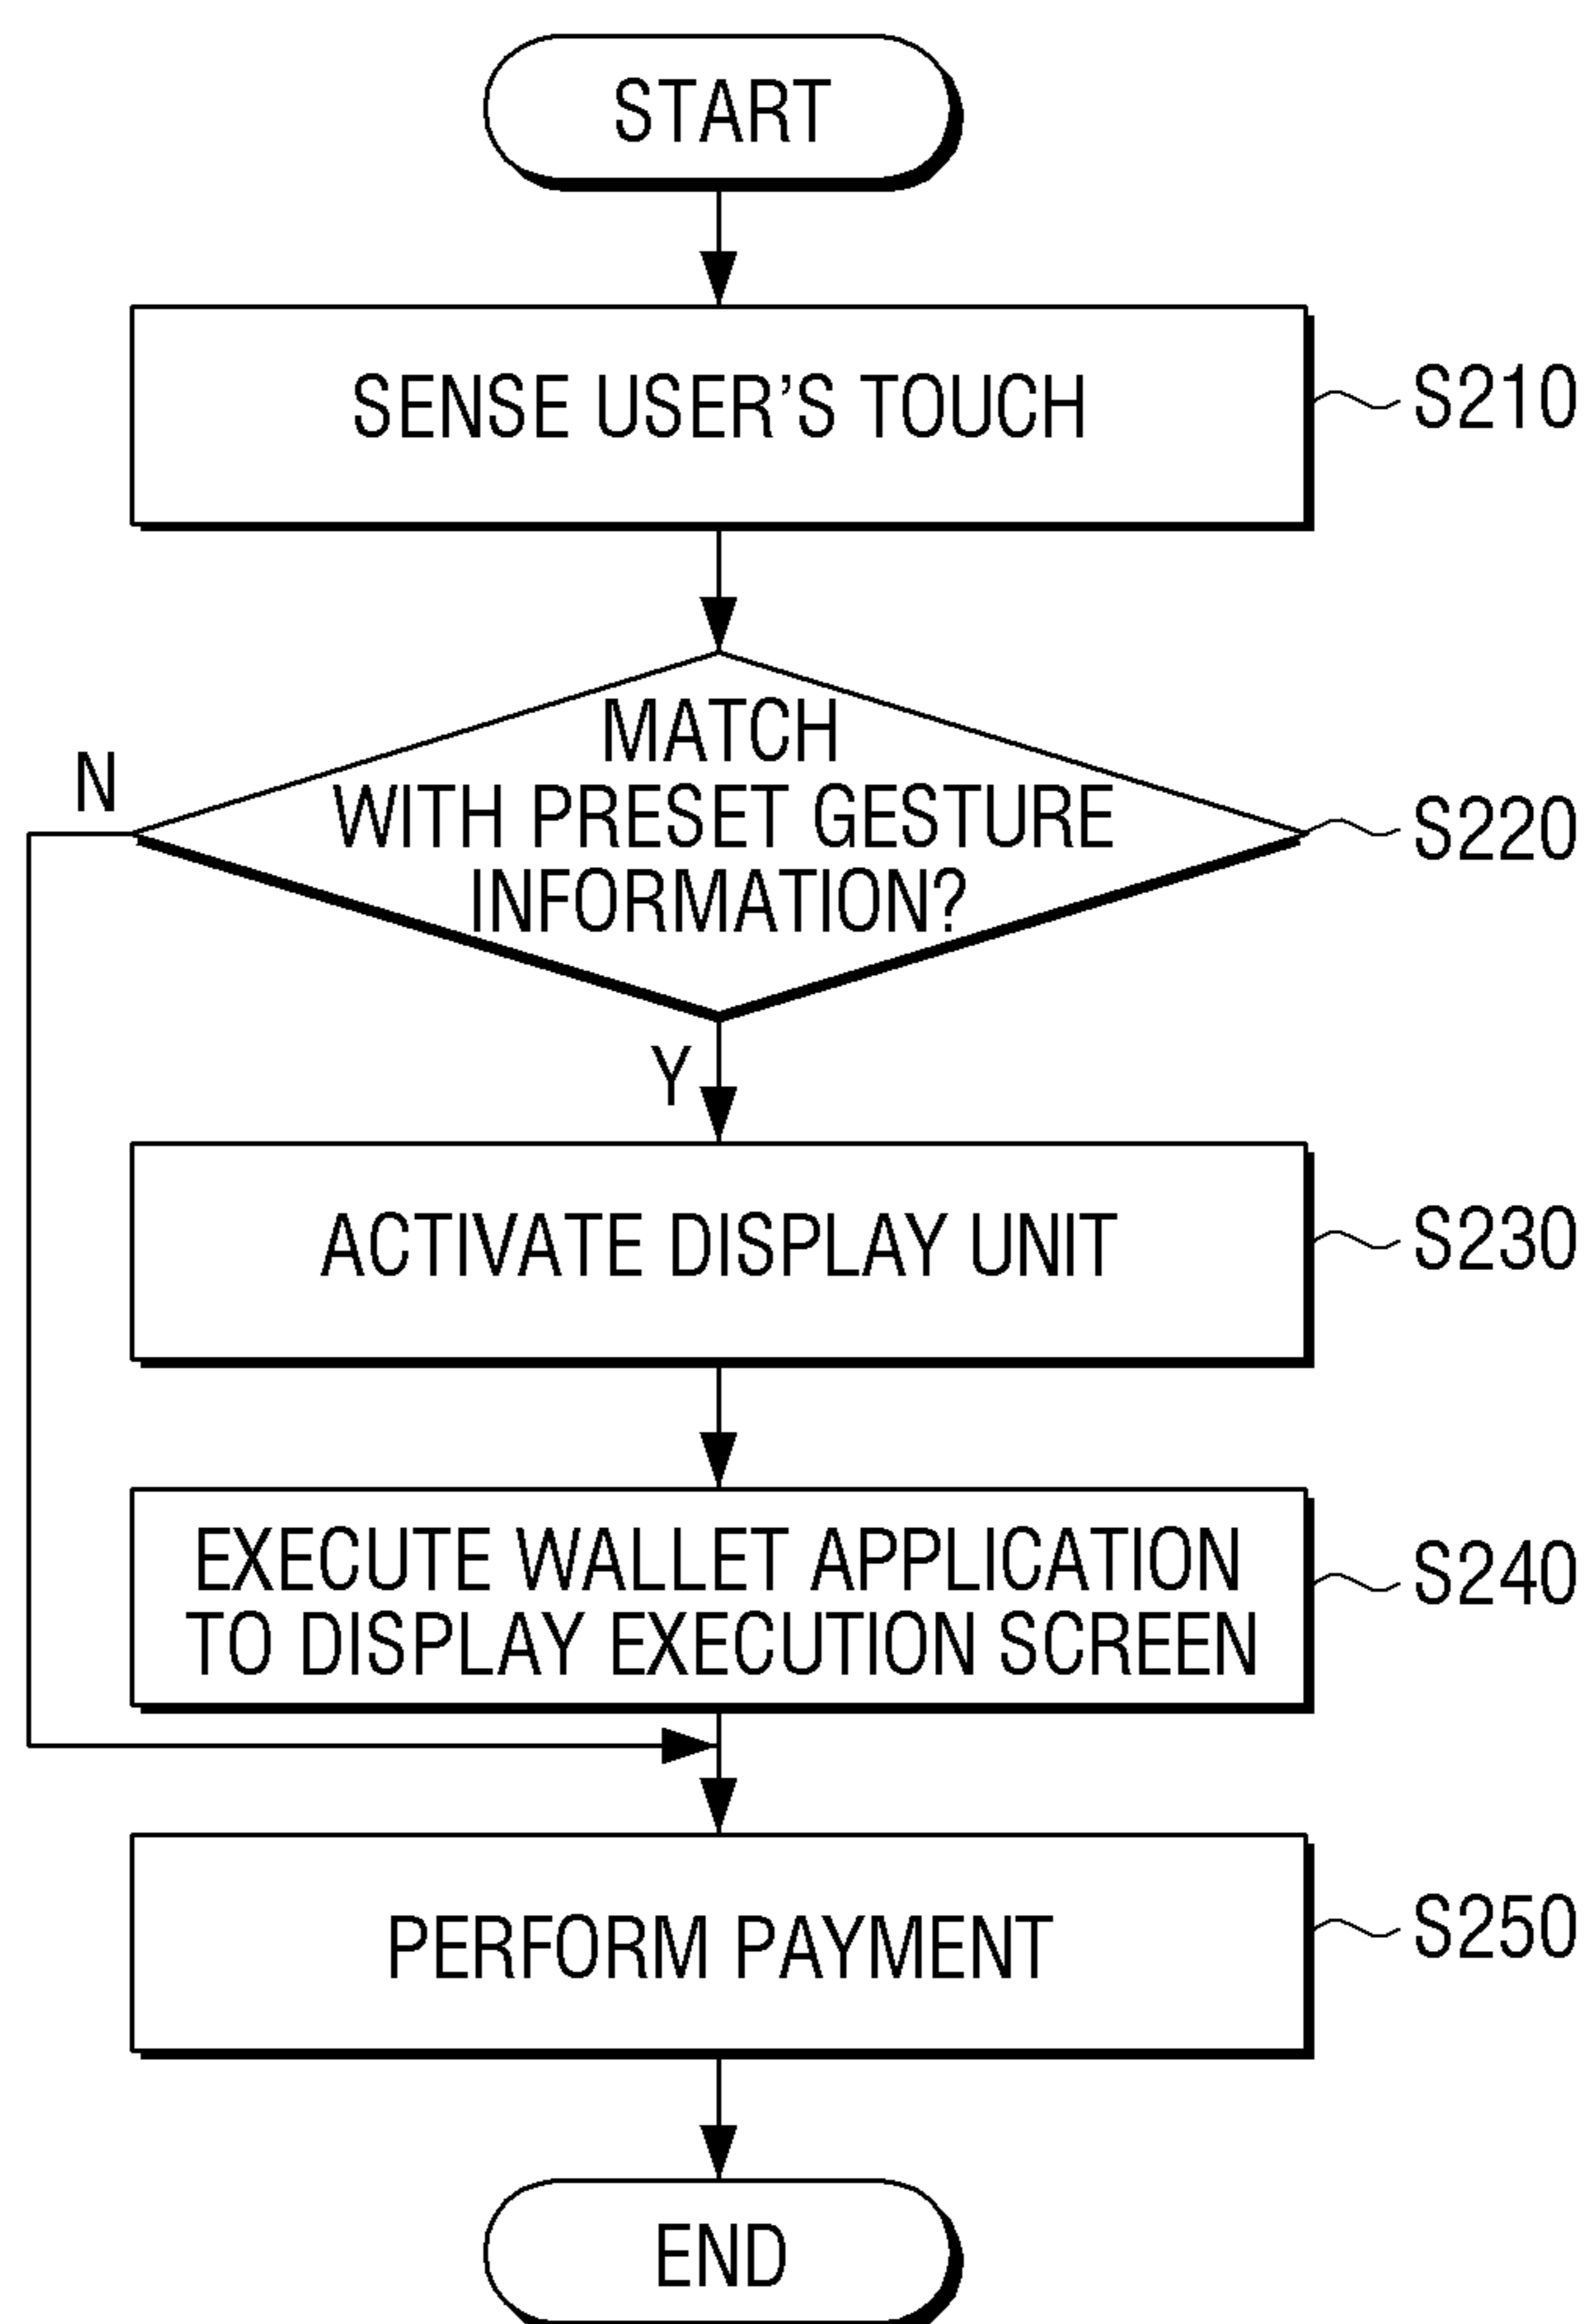 START
SENSE USER'S TOUCH
S210
MATCH
WITH PRESET GESTURE
INFORMATION?
N
S220
Y
ACTIVATE DISPLAY UNIT
S230
EXECUTE WALLET APPLICATION
TO DISPLAY EXECUTION SCREEN
S240
PERFORM PAYMENT
S250
END